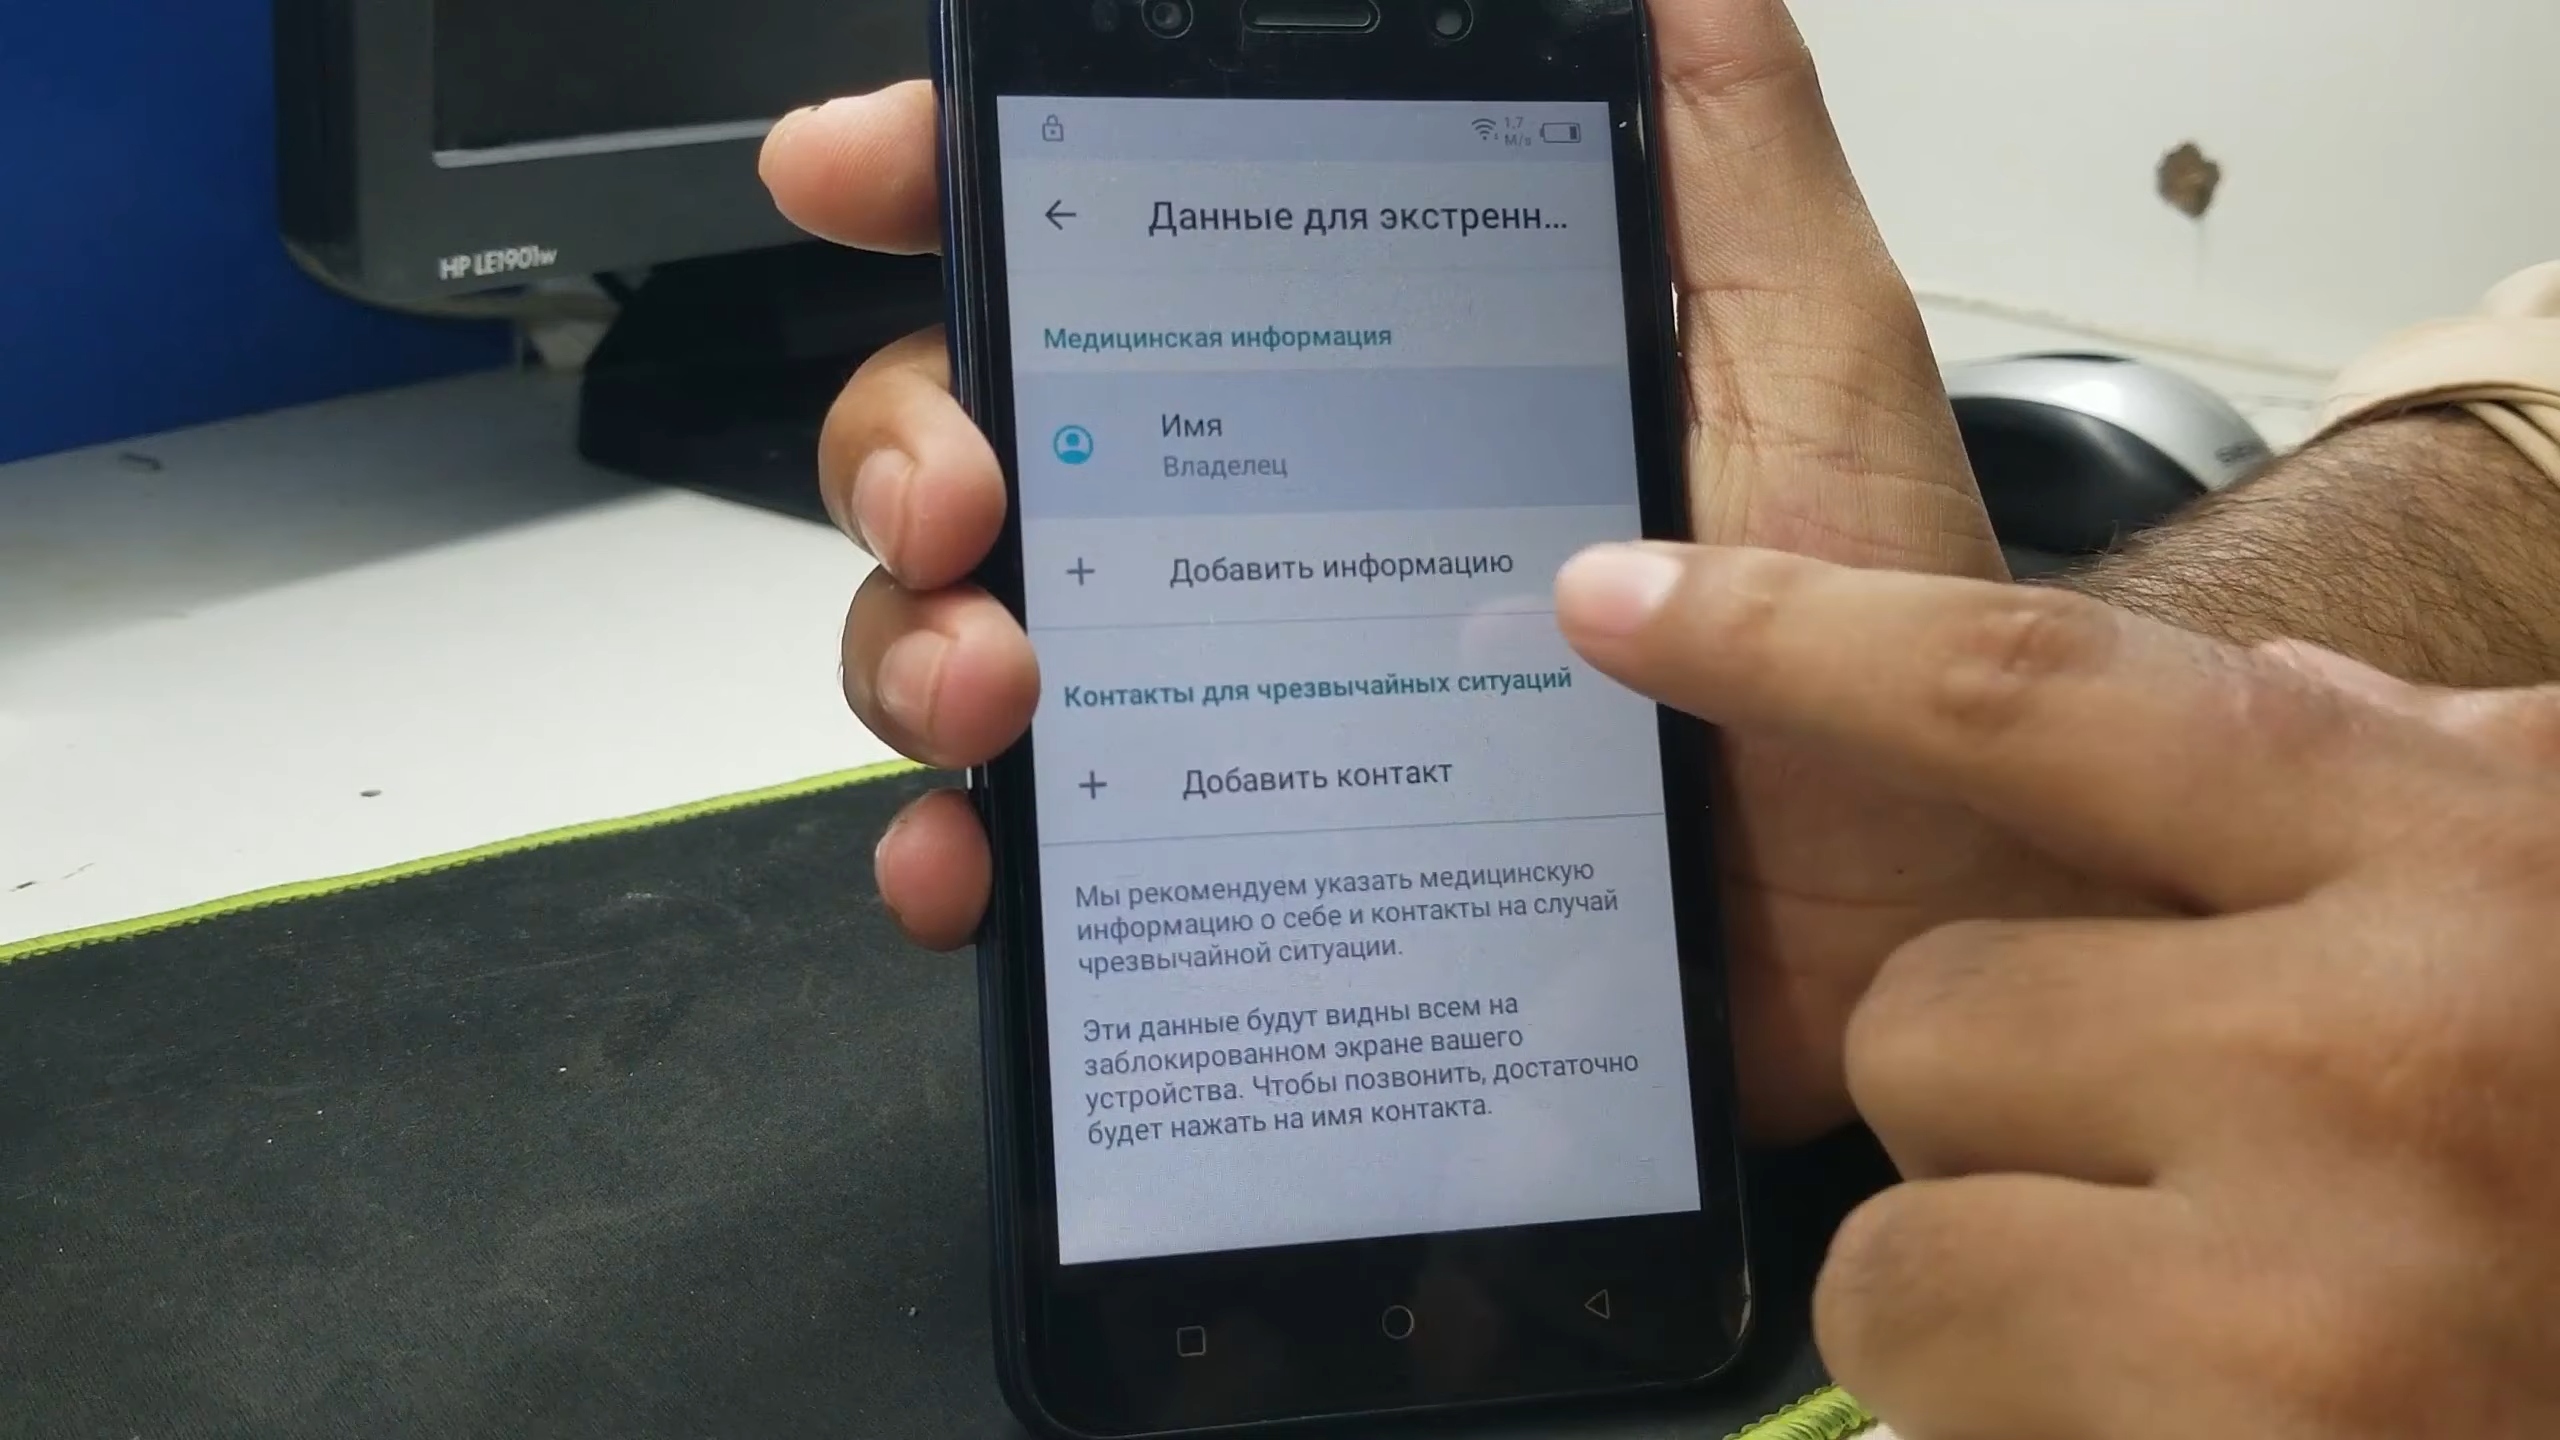 HP LE1901w
1.7
M/s
Данные для экстренн...
Медицинская информация
Имя
Владелец
Добавить информацию
Контакты для чрезвычайных ситуаций
Добавить контакт
Мы рекомендуем указать медицинскую
информацию о себе и контакты на случай
чрезвычайной ситуации.
Эти данные будут видны всем на
заблокированном экране вашего
устройства. Чтобы позвонить, достаточно
будет нажать на имя контакта.